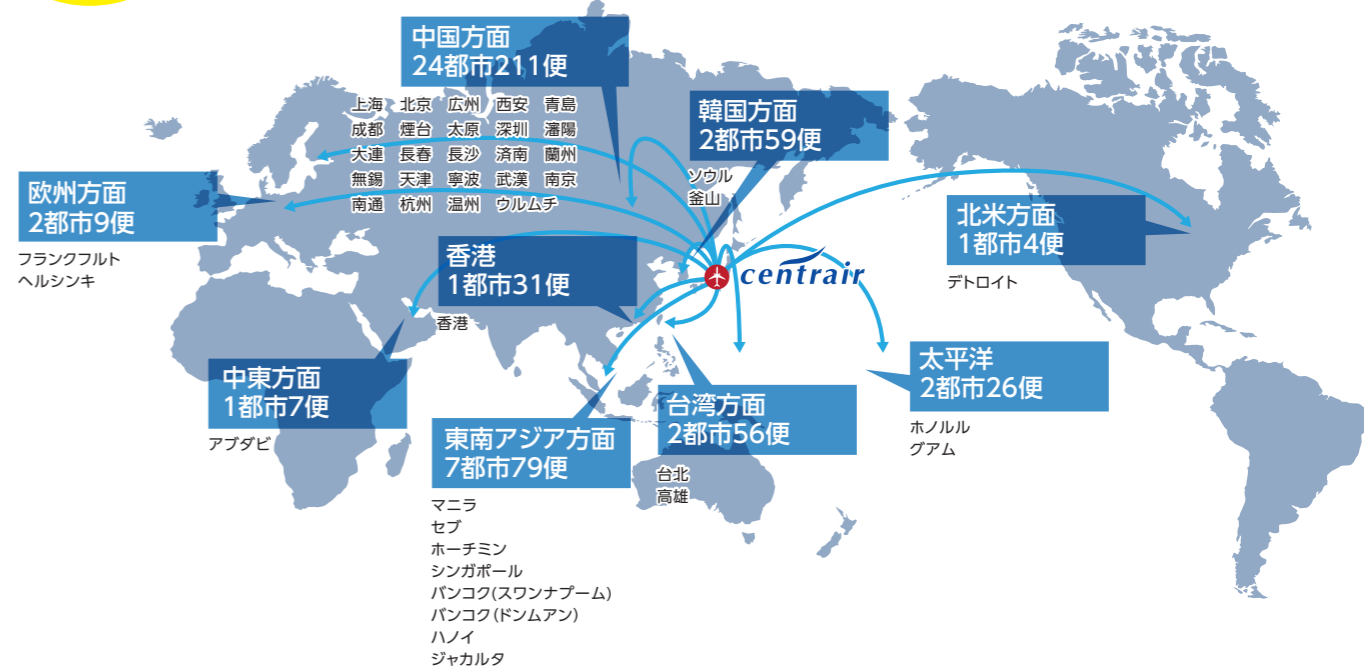 中国方面
24都市211便
上海 北京 広州 西安 青島
成都 煙台 太原 深圳 瀋陽
大連 長春 長沙 済南 蘭州
無錫 天津 寧波 武漢 南京
南通 杭州 温州 ウルムチ
韓国方面
2都市59便
ソウル
釜山
欧州方面
2都市9便
フランクフルト
ヘルシンキ
北米方面
1都市4便
デトロイト
香港
1都市31便
香港
centrair
中東方面
1都市7便
アブダビ
太平洋
2都市26便
ホノルル
グアム
台湾方面
2都市56便
台北
高雄
東南アジア方面
7都市79便
マニラ
セブ
ホーチミン
シンガポール
バンコク(スワンナプーム)
バンコク(ドンムアン)
ハノイ
ジャカルタ